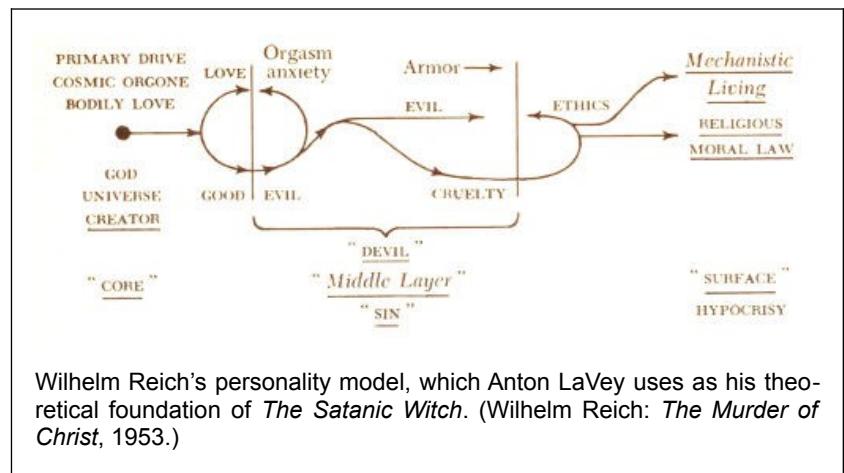 PRIMARY DRIVE
COSMIC ORGONE
BODILY LOVE
GOD
UNIVERSE
CREATOR
" CORE "
LOVE
GOOD
Orgasm
anxiety
EVIL
Armor
EVIL
CRUELTY
" DEVIL "
" Middle Layer "
" SIN "
ETHICS
Mechanistic
Living
RELIGIOUS
MORAL LAW
" SURFACE "
HYPOCRISY
Wilhelm Reich’s personality model, which Anton LaVey uses as his theo-
retical foundation of The Satanic Witch. (Wilhelm Reich: The Murder of
Christ, 1953.)